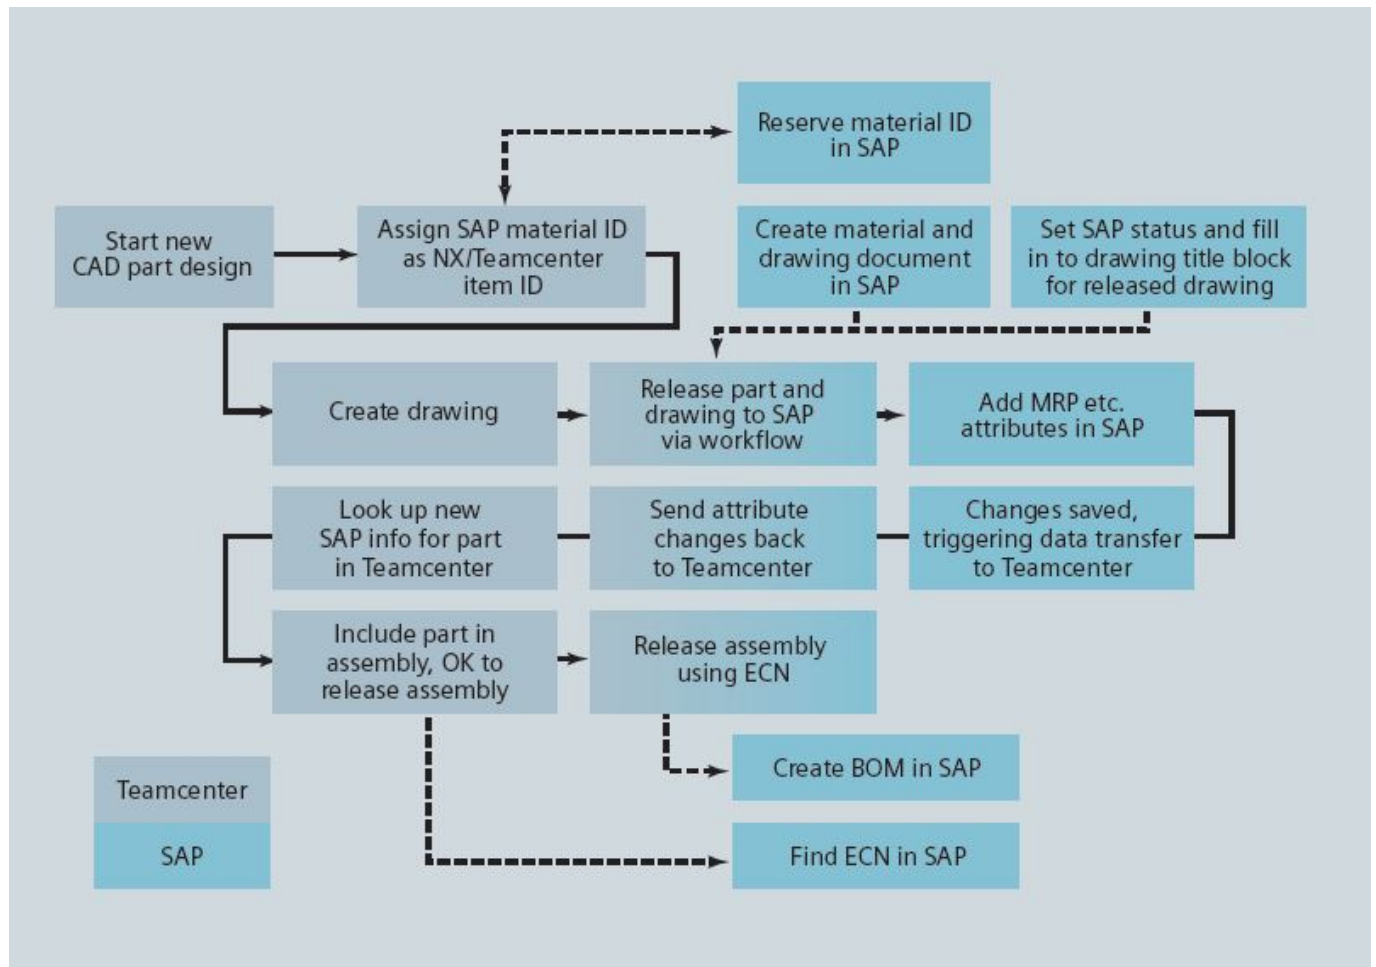 Reserve material ID
in SAP
Start new
CAD part design
Assign SAP material ID
as NX/Teamcenter
item ID
Create material and
drawing document
in SAP
Set SAP status and fill
in to drawing title block
for released drawing
Create drawing
Release part and
drawing to SAP
via workflow
Add MRP etc.
attributes in SAP
Look up new
SAP info for part
in Teamcenter
Send attribute
changes back
to Teamcenter
Changes saved,
triggering data transfer
to Teamcenter
Include part in
assembly, OK to
release assembly
Release assembly
using ECN
Create BOM in SAP
Teamcenter
SAP
Find ECN in SAP